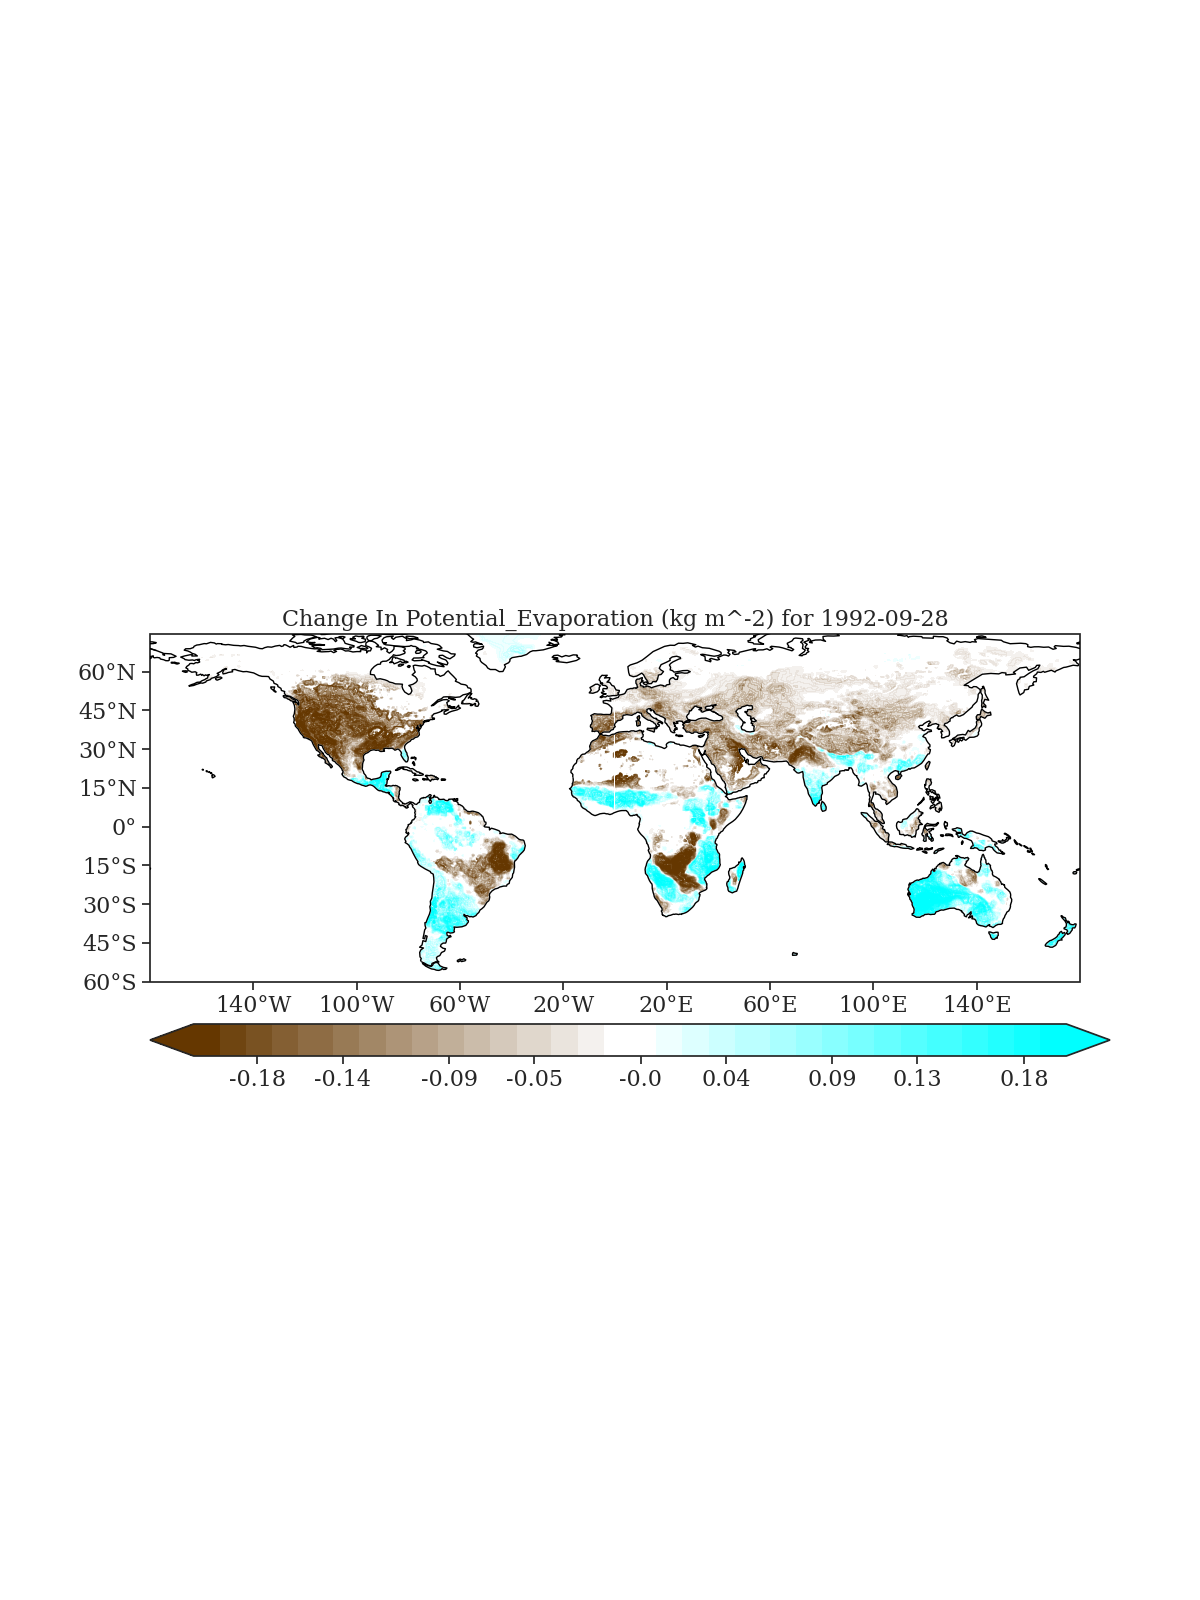 Change In Potential_Evaporation (kg m^-2) for 1992-09-28
60°N
45°N
30°N
15°N
0°
15°S
30°S
45°S
60°S
140°W 100°W 60°W 20°W 20°E 60°E 100°E 140°E
-0.18 -0.14 -0.09 -0.05 -0.0 0.04 0.09 0.13 0.18